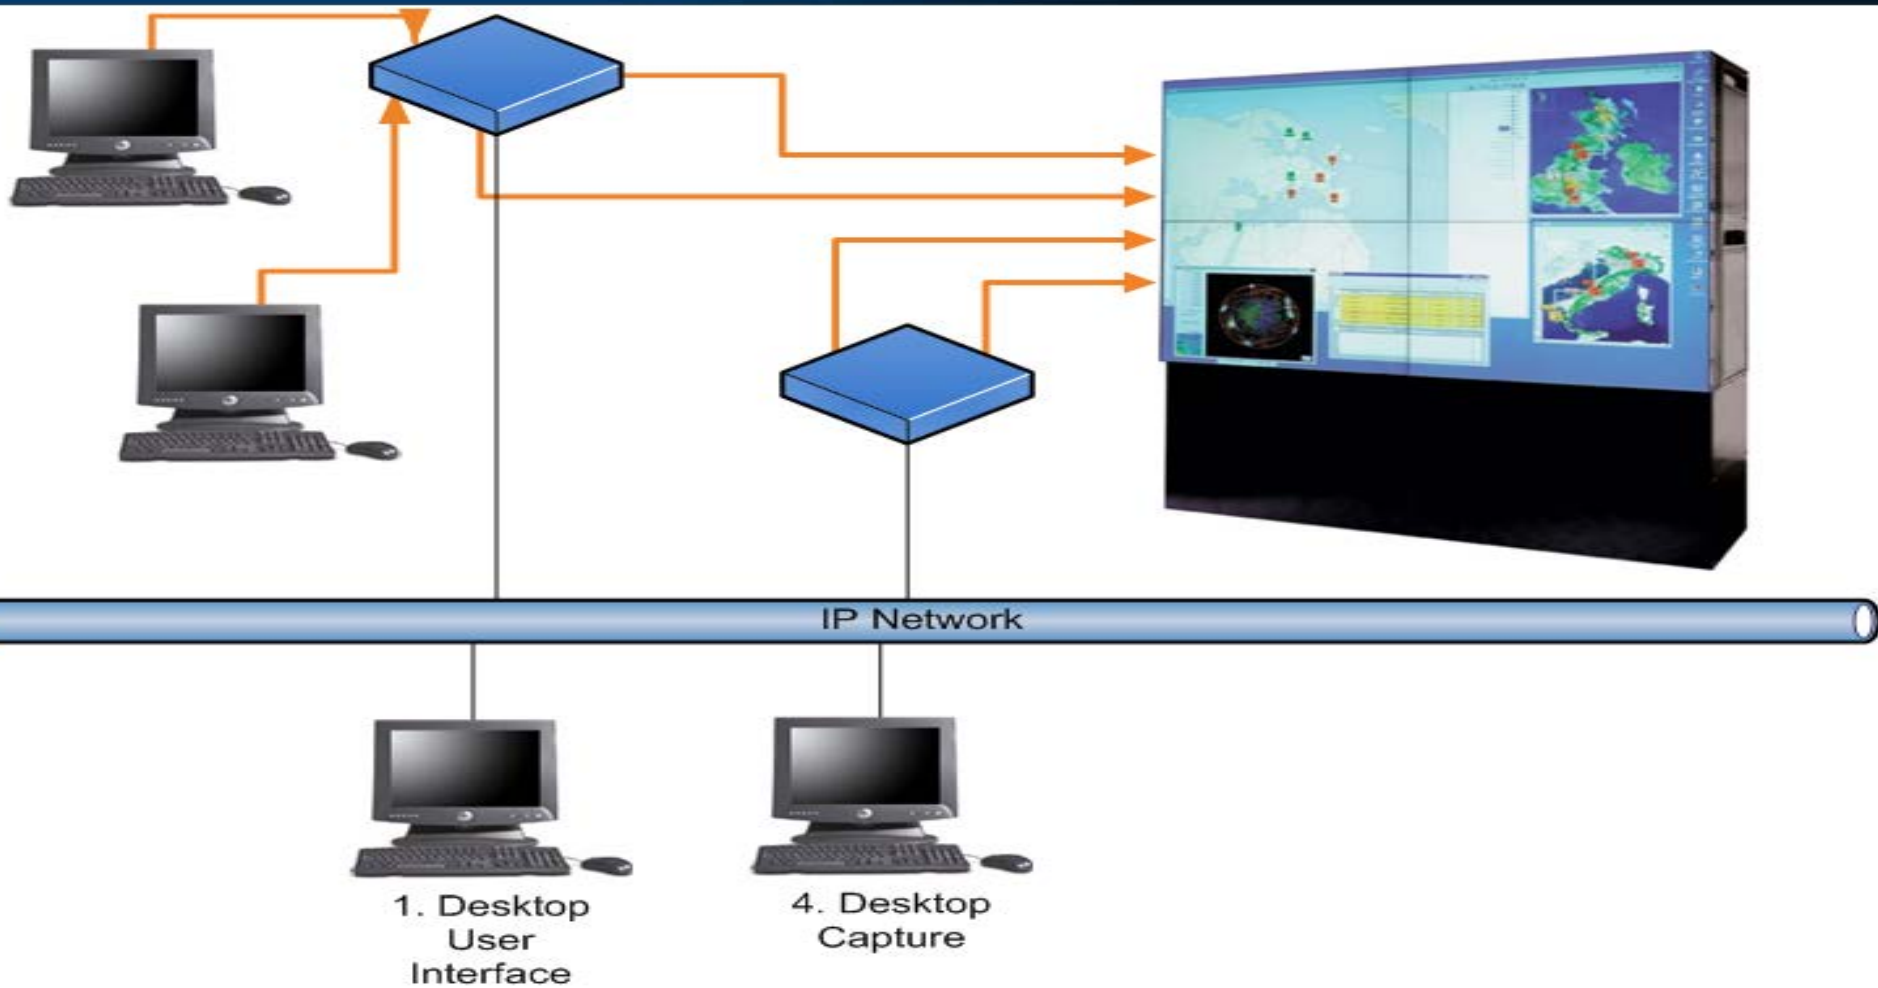 IP Network
1. Desktop
User
Interface
4. Desktop
Capture